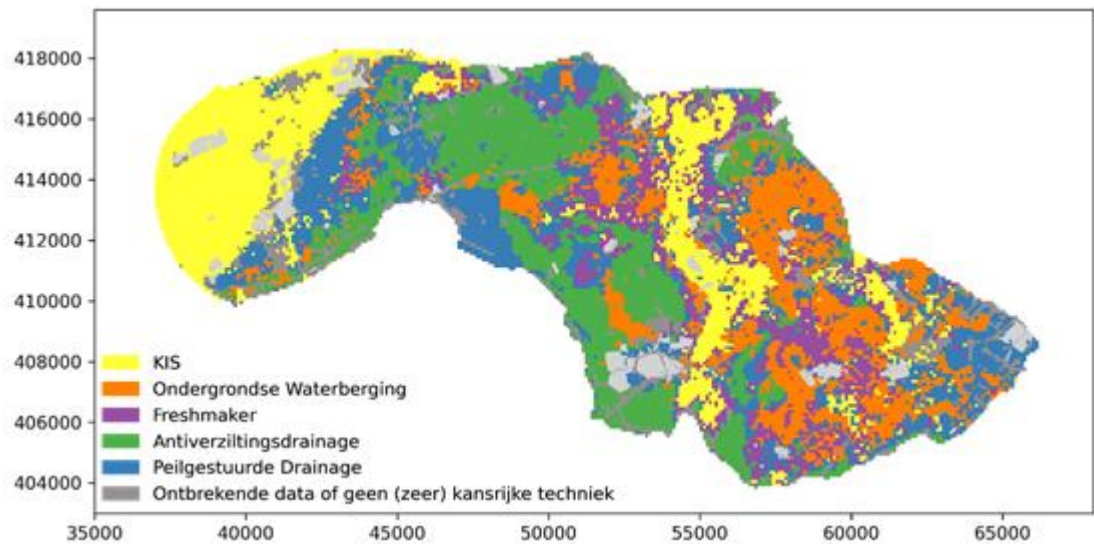 418000
416000
414000
412000
410000
408000
406000
404000
KIS
Ondergrondse Waterberging
Freshmaker
Antiverziltingsdrainage
Peilgestuurde Drainage
Ontbrekende data of geen (zeer) kansrijke techniek
35000 40000 45000 50000 55000 60000 65000